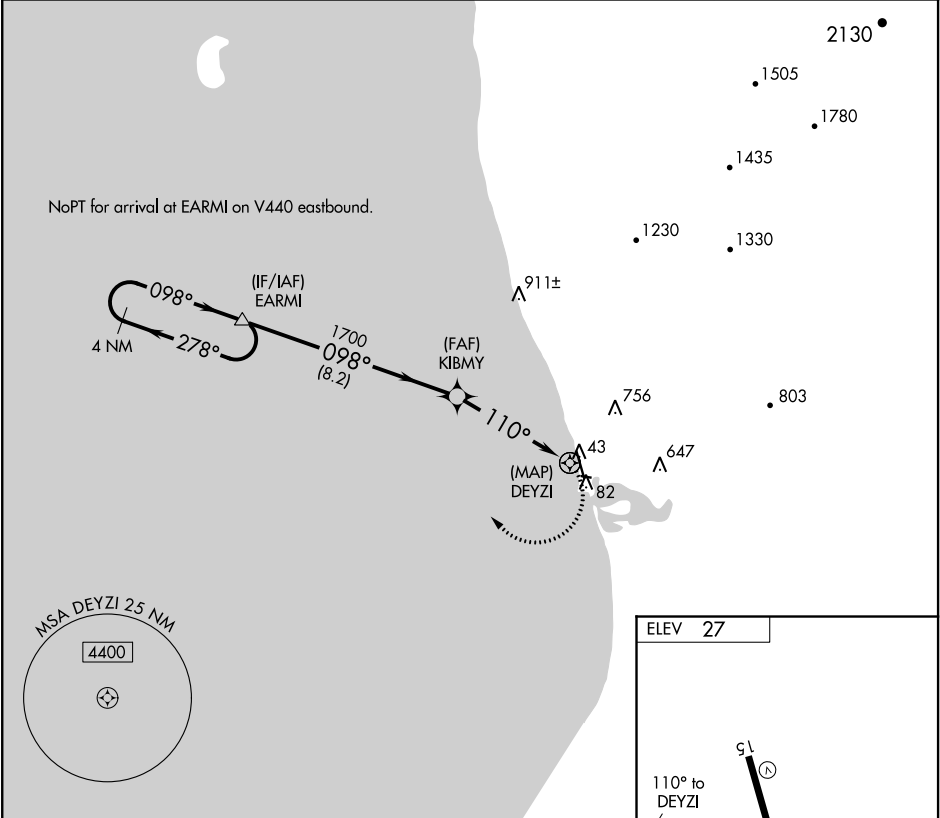 2130
1505
1780
1435
NoPT for arrival at EARMI on V440 eastbound.
1230
1330
911±
(IF/IAF)
EARMI
098°
4 NM
278°
1700
098°
(8.2)
(FAF)
KIBMY
110°
756
803
43
647
(MAP)
DEYZI
82
MSA DEYZI 25 NM
4400
ELEV 27
15
V
110° to
DEYZI